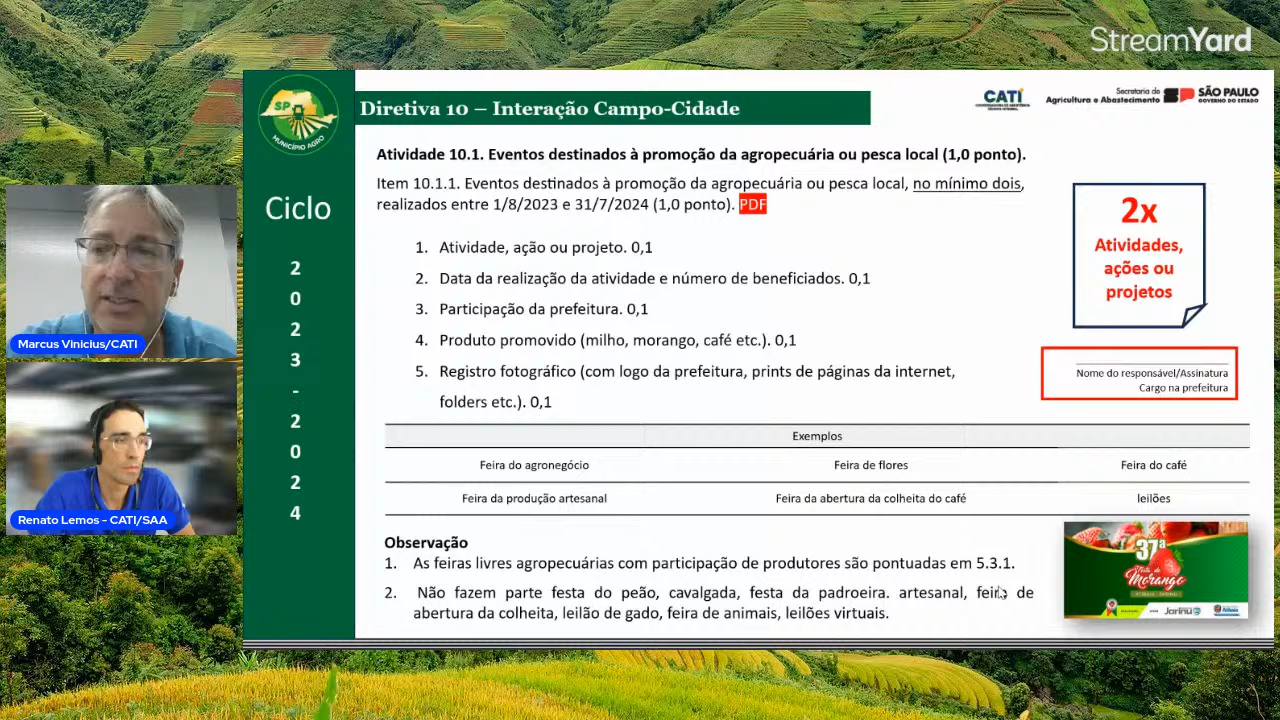 StreamYard
SP
MUNICÍPIO AGRO
Diretiva 10 – Interação Campo-Cidade
CATI
Secretaria de
Agricultura e Abastecimento
SÃO PAULO
GOVERNO DO ESTADO
Ciclo
2
0
2
3
-
2
0
2
4
Atividade 10.1. Eventos destinados à promoção da agropecuária ou pesca local (1,0 ponto).
Item 10.1.1. Eventos destinados à promoção da agropecuária ou pesca local, no mínimo dois,
realizados entre 1/8/2023 e 31/7/2024 (1,0 ponto). PDF
1. Atividade, ação ou projeto. 0,1
2. Data da realização da atividade e número de beneficiados. 0,1
3. Participação da prefeitura. 0,1
4. Produto promovido (milho, morango, café etc.). 0,1
5. Registro fotográfico (com logo da prefeitura, prints de páginas da internet,
folders etc.). 0,1
2x
Atividades,
ações ou
projetos
Nome do responsável/Assinatura
Cargo na prefeitura
Exemplos
Feira do agronegócio Feira de flores Feira do café
Feira da produção artesanal Feira da abertura da colheita do café leilões
Observação
1. As feiras livres agropecuárias com participação de produtores são pontuadas em 5.3.1.
2. Não fazem parte festa do peão, cavalgada, festa da padroeira. artesanal, feira de
abertura da colheita, leilão de gado, feira de animais, leilões virtuais.
37ª
Festa do
Morango
Jarinu
Marcus Vinicius/CATI
Renato Lemos - CATI/SAA